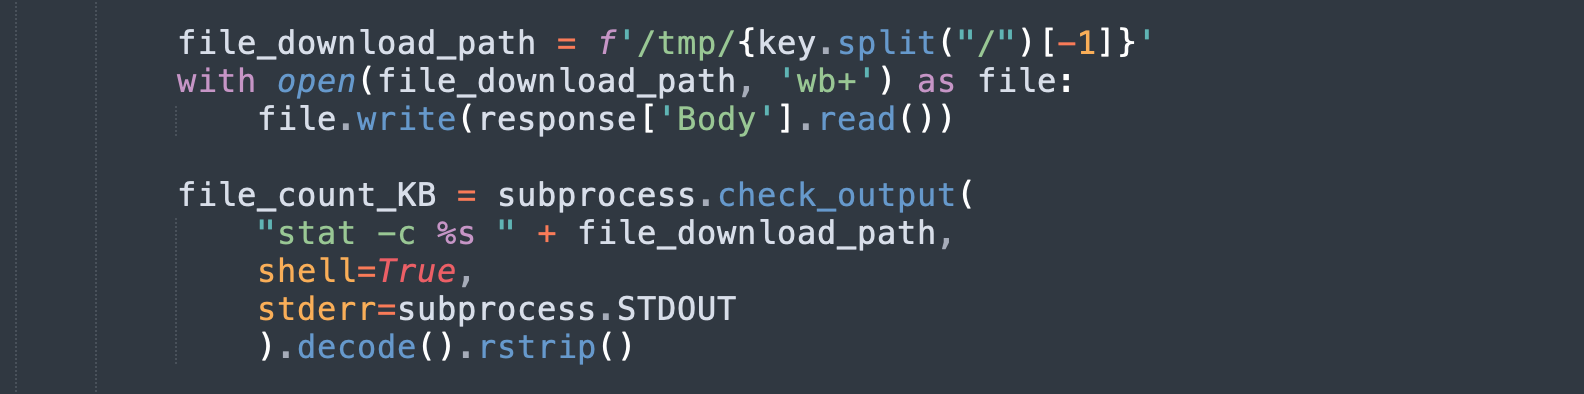 file_download_path = f'/tmp/{key.split("/")[-1]}'
with open(file_download_path, 'wb+') as file:
    file.write(response['Body'].read())

file_count_KB = subprocess.check_output(
    "stat -c %s " + file_download_path,
    shell=True,
    stderr=subprocess.STDOUT
    ).decode().rstrip()